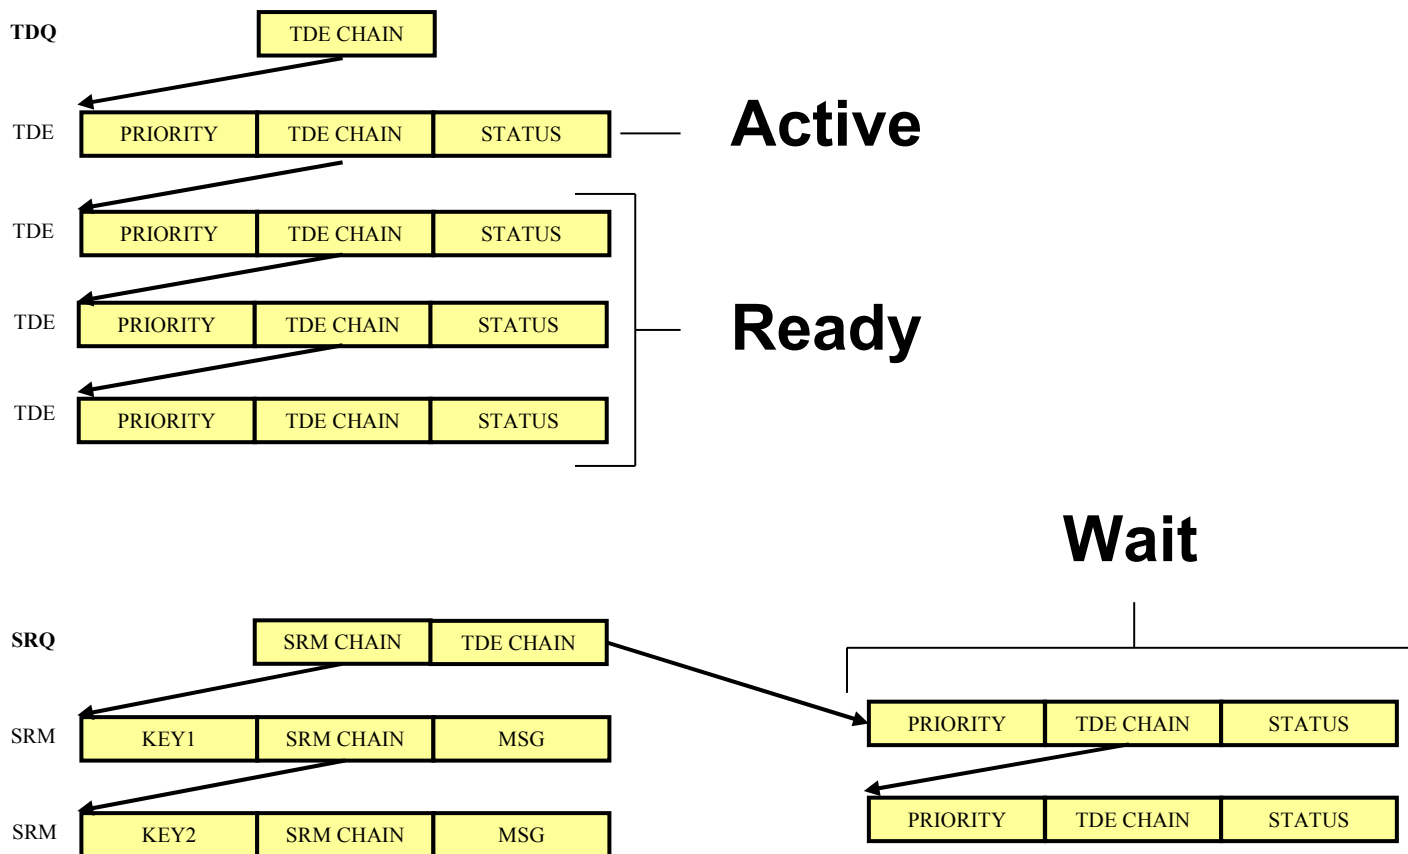 TDQ TDE CHAIN
TDE PRIORITY TDE CHAIN STATUS Active
TDE PRIORITY TDE CHAIN STATUS
TDE PRIORITY TDE CHAIN STATUS Ready
TDE PRIORITY TDE CHAIN STATUS
Wait
SRQ SRM CHAIN TDE CHAIN
SRM KEY1 SRM CHAIN MSG PRIORITY TDE CHAIN STATUS
SRM KEY2 SRM CHAIN MSG PRIORITY TDE CHAIN STATUS